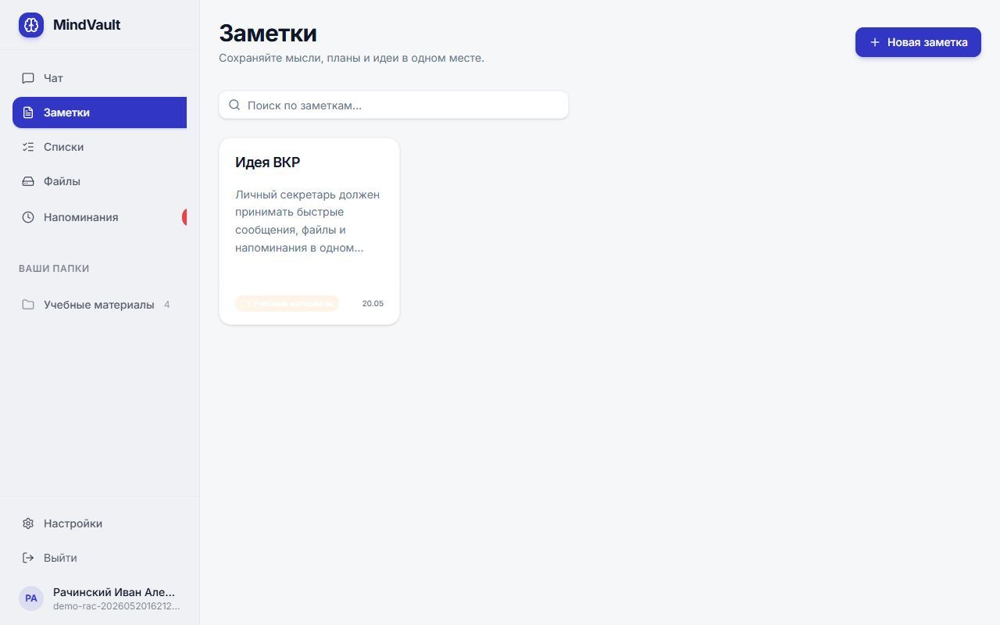 MindVault
Чат
Заметки
Списки
Файлы
Напоминания
ВАШИ ПАПКИ
Учебные материалы 4
Настройки
Выйти
РА
Рачинский Иван Але...
demo-rac-2026052016212...
Заметки
Сохраняйте мысли, планы и идеи в одном месте.
Новая заметка
Поиск по заметкам...
Идея ВКР
Личный секретарь должен
принимать быстрые
сообщения, файлы и
напоминания в одном...
Учебные материалы 20.05